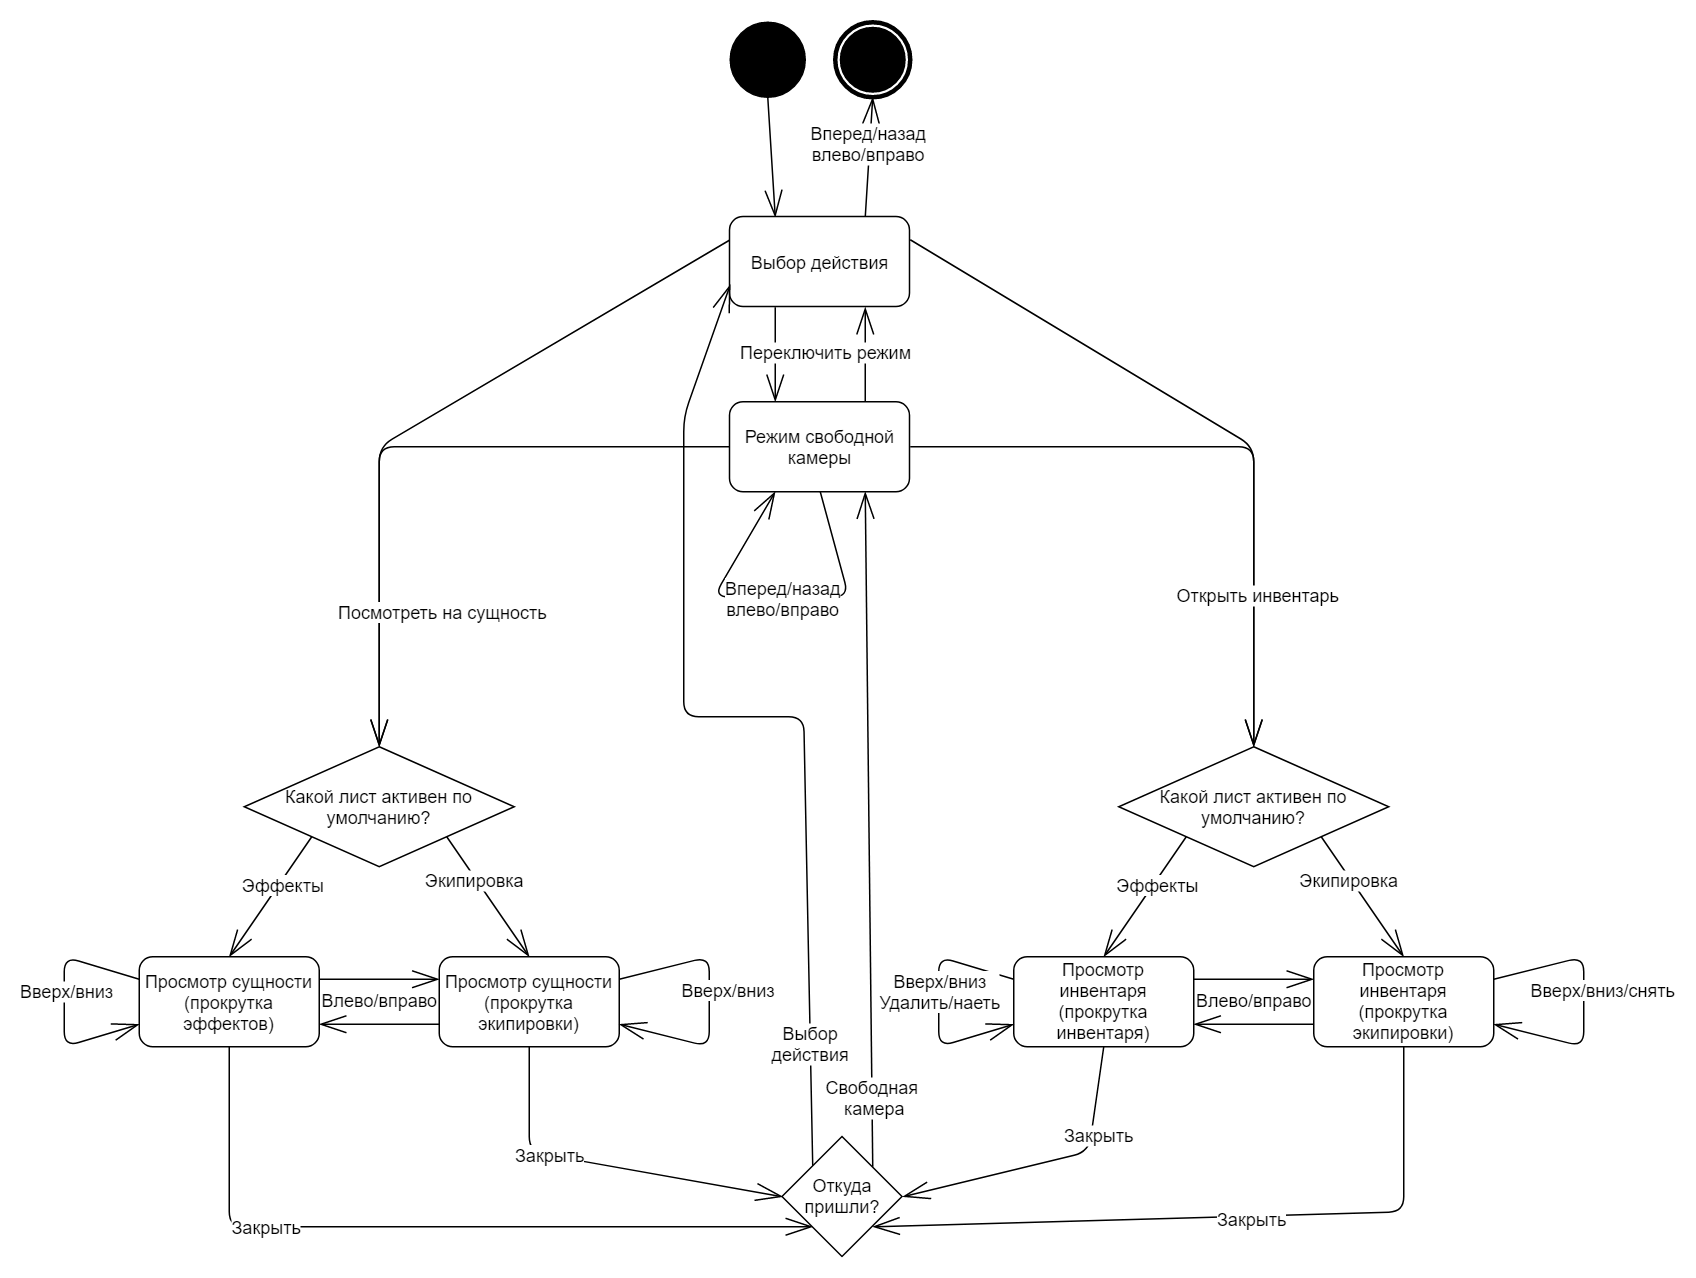 Вперед/назад
влево/вправо
Выбор действия
Переключить режим
Режим свободной
камеры
Вперед/назад
влево/вправо
Посмотреть на сущность
Открыть инвентарь
Какой лист активен по
умолчанию?
Какой лист активен по
умолчанию?
Эффекты
Экипировка
Эффекты
Экипировка
Вверх/вниз
Просмотр сущности
(прокрутка
эффектов)
Влево/вправо
Просмотр сущности
(прокрутка
экипировки)
Вверх/вниз
Вверх/вниз
Удалить/наеть
Просмотр
инвентаря
(прокрутка
инвентаря)
Влево/вправо
Просмотр
инвентаря
(прокрутка
экипировки)
Вверх/вниз/снять
Выбор
действия
Свободная
камера
Закрыть
Закрыть
Откуда
пришли?
Закрыть
Закрыть